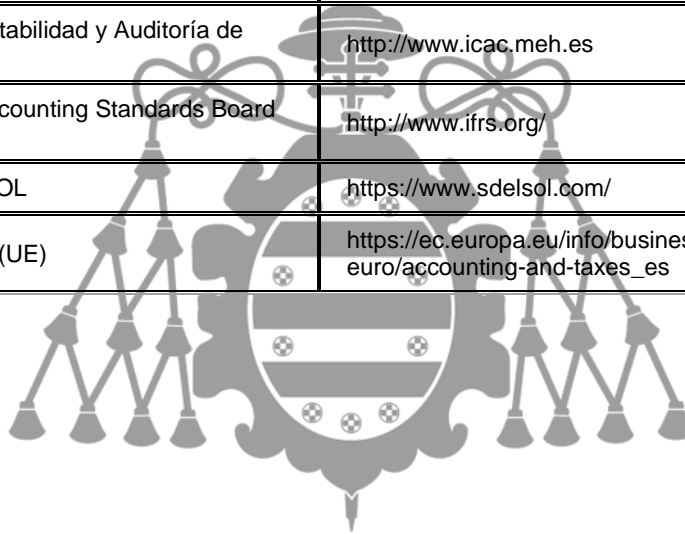 tabilidad y Auditoría de
http://www.icac.meh.es
counting Standards Board
http://www.ifrs.org/
OL
https://www.sdelsol.com/
(UE)
https://ec.europa.eu/info/busines
euro/accounting-and-taxes_es